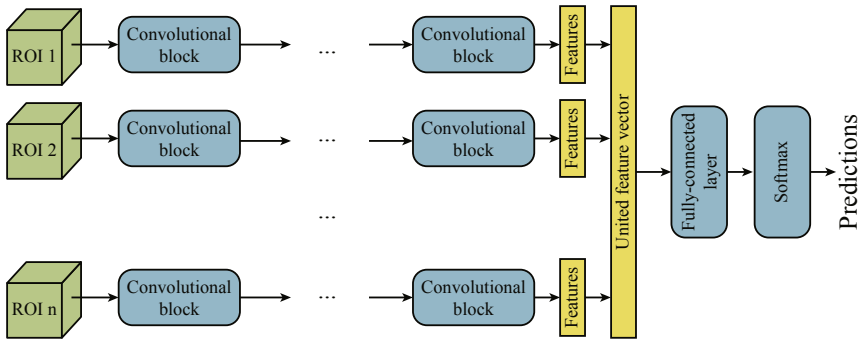 ROI 1
Convolutional
block
...
Convolutional
block
Features
ROI 2
Convolutional
block
...
Convolutional
block
Features
...
ROI n
Convolutional
block
...
Convolutional
block
Features
United feature vector
Fully-connected
layer
Softmax
Predictions